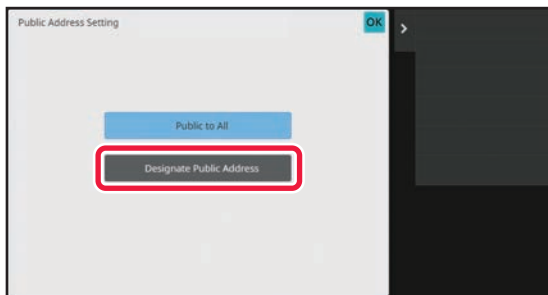 Public Address Setting
OK
Public to All
Designate Public Address